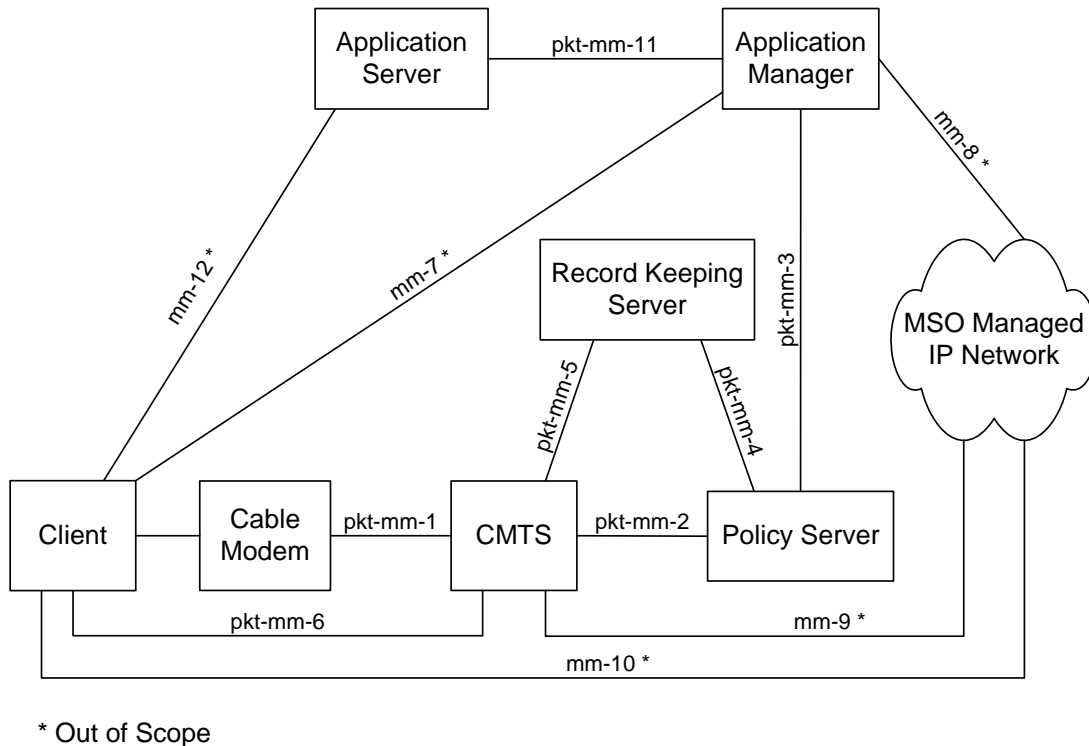 Application
Server
pkt-mm-11
Application
Manager
mm-8 *
mm-12 *
mm-7 *
pkt-mm-3
Record Keeping
Server
MSO Managed
IP Network
pkt-mm-5
pkt-mm-4
Client
Cable
Modem
pkt-mm-1
CMTS
pkt-mm-2
Policy Server
pkt-mm-6
mm-9 *
mm-10 *
* Out of Scope